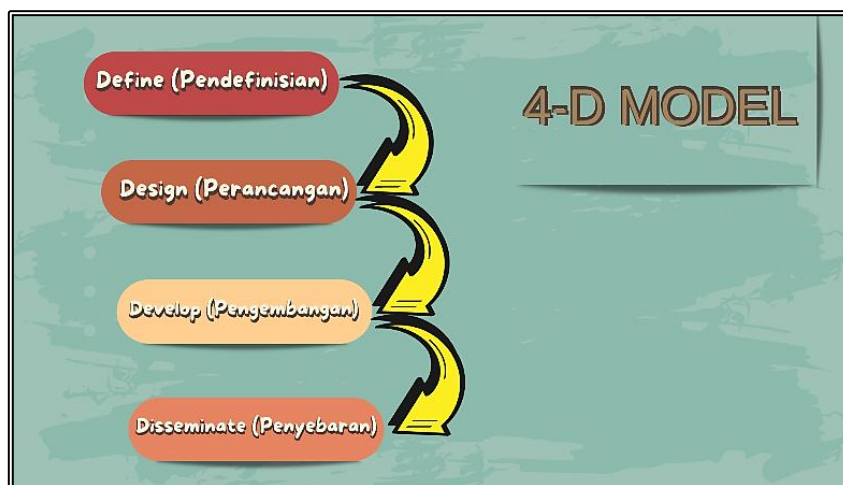 4-D MODEL
Define (Pendefinisian)
Design (Perancangan)
Develop (Pengembangan)
Disseminate (Penyebaran)